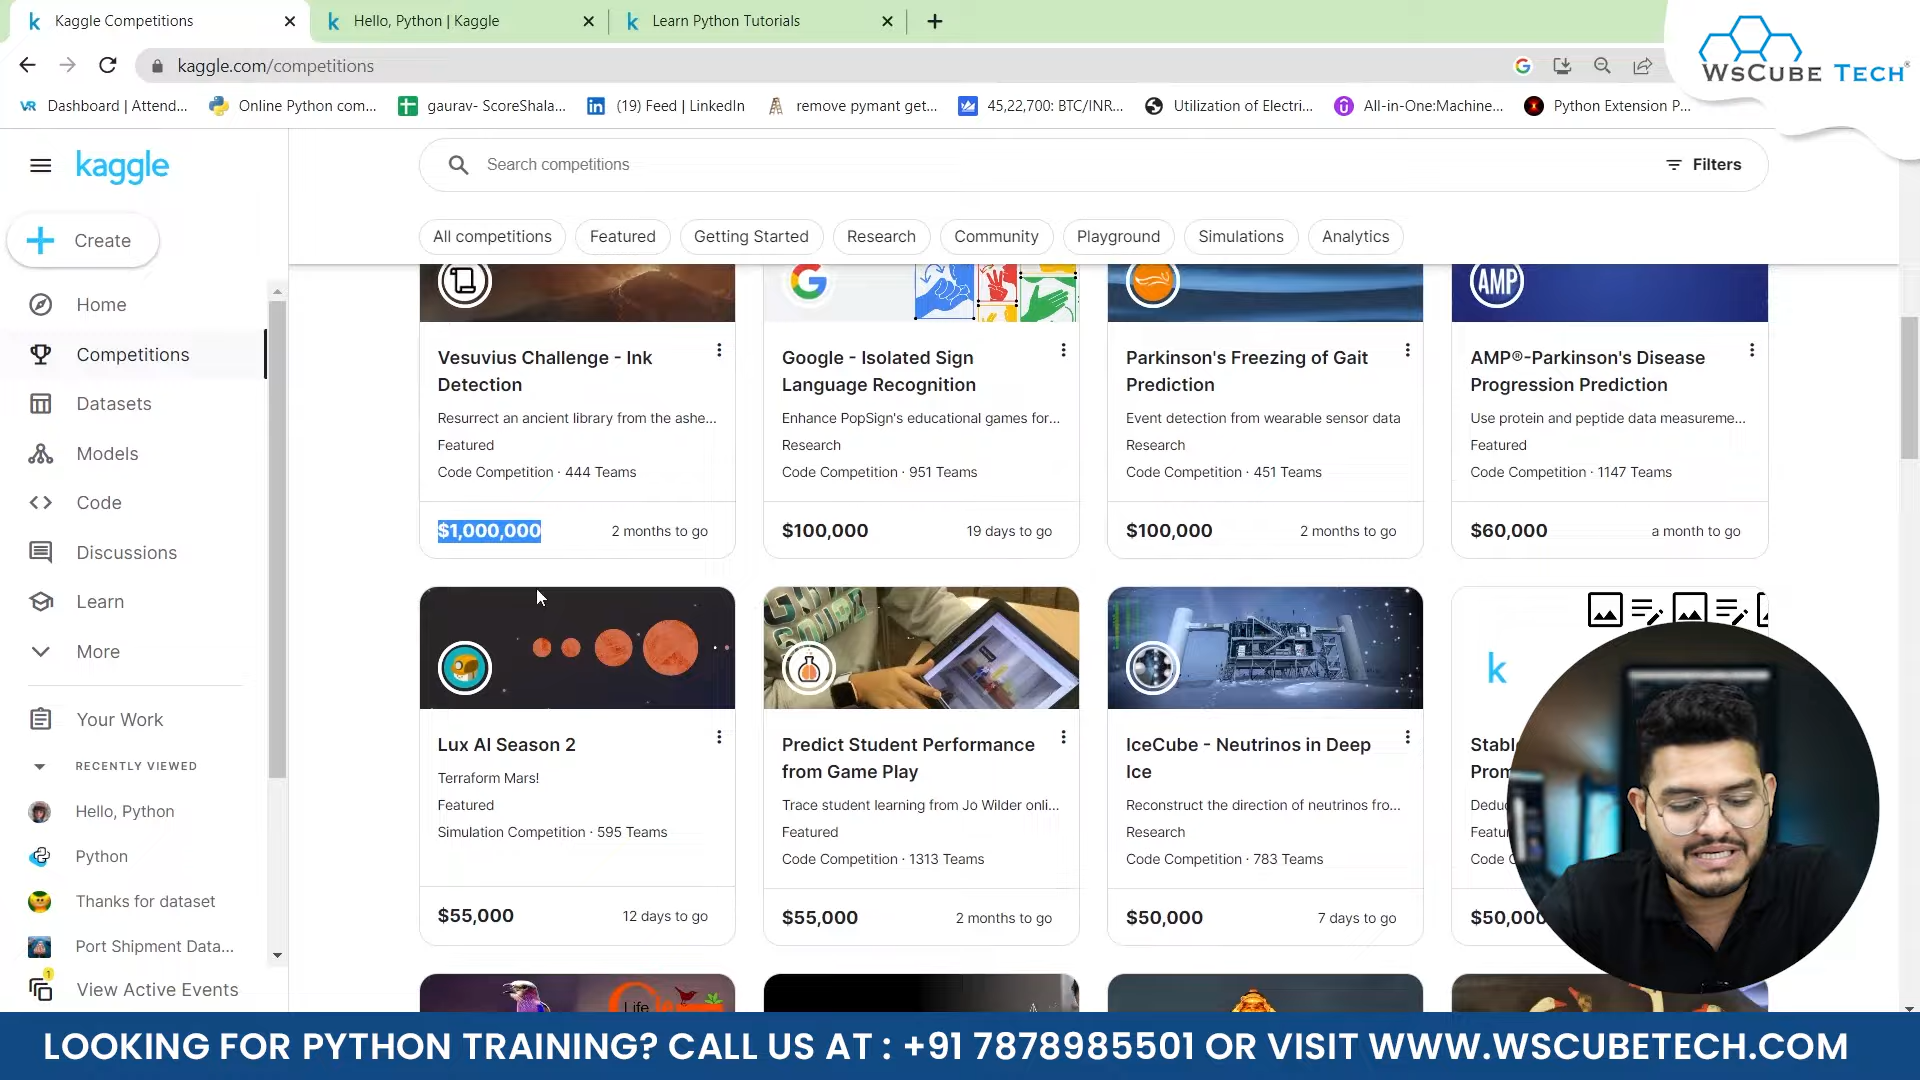 Kaggle Competitions
Hello, Python | Kaggle
Learn Python Tutorials
kaggle.com/competitions
WsCUBE TECH
Dashboard | Attend...
Online Python com...
gaurav- ScoreShala...
(19) Feed | LinkedIn
remove pymant get...
45,22,700: BTC/INR...
Utilization of Electri...
All-in-One:Machine...
Python Extension P...
kaggle
Search competitions
Filters
Create
All competitions
Featured
Getting Started
Research
Community
Playground
Simulations
Analytics
Home
Competitions
Datasets
Models
Code
Discussions
Learn
More
Your Work
RECENTLY VIEWED
Hello, Python
Python
Thanks for dataset
Port Shipment Data...
1
View Active Events
Vesuvius Challenge - Ink
Detection
Resurrect an ancient library from the ashe...
Featured
Code Competition · 444 Teams
$1,000,000
2 months to go
Google - Isolated Sign
Language Recognition
Enhance PopSign's educational games for...
Research
Code Competition · 951 Teams
$100,000
19 days to go
Parkinson's Freezing of Gait
Prediction
Event detection from wearable sensor data
Research
Code Competition · 451 Teams
$100,000
2 months to go
AMP
AMP®-Parkinson's Disease
Progression Prediction
Use protein and peptide data measureme...
Featured
Code Competition · 1147 Teams
$60,000
a month to go
Lux AI Season 2
Terraform Mars!
Featured
Simulation Competition · 595 Teams
$55,000
12 days to go
Predict Student Performance
from Game Play
Trace student learning from Jo Wilder onli...
Featured
Code Competition · 1313 Teams
$55,000
2 months to go
IceCube - Neutrinos in Deep
Ice
Reconstruct the direction of neutrinos fro...
Research
Code Competition · 783 Teams
$50,000
7 days to go
k
Stabl
Prom
Deduc
Featu
Code C
$50,000
Life
LOOKING FOR PYTHON TRAINING? CALL US AT : +91 7878985501 OR VISIT WWW.WSCUBETECH.COM